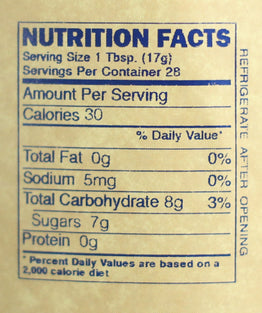 NUTRITION FACTS
Serving Size 1 Tbsp. (17g)
Servings Per Container 28
Amount Per Serving
Calories 30
% Daily Value*
Total Fat 0g 0%
Sodium 5mg 0%
Total Carbohydrate 8g 3%
Sugars 7g
Protein 0g
* Percent Daily Values are based on a
2,000 calorie diet
REFRIGERATE AFTER OPENING